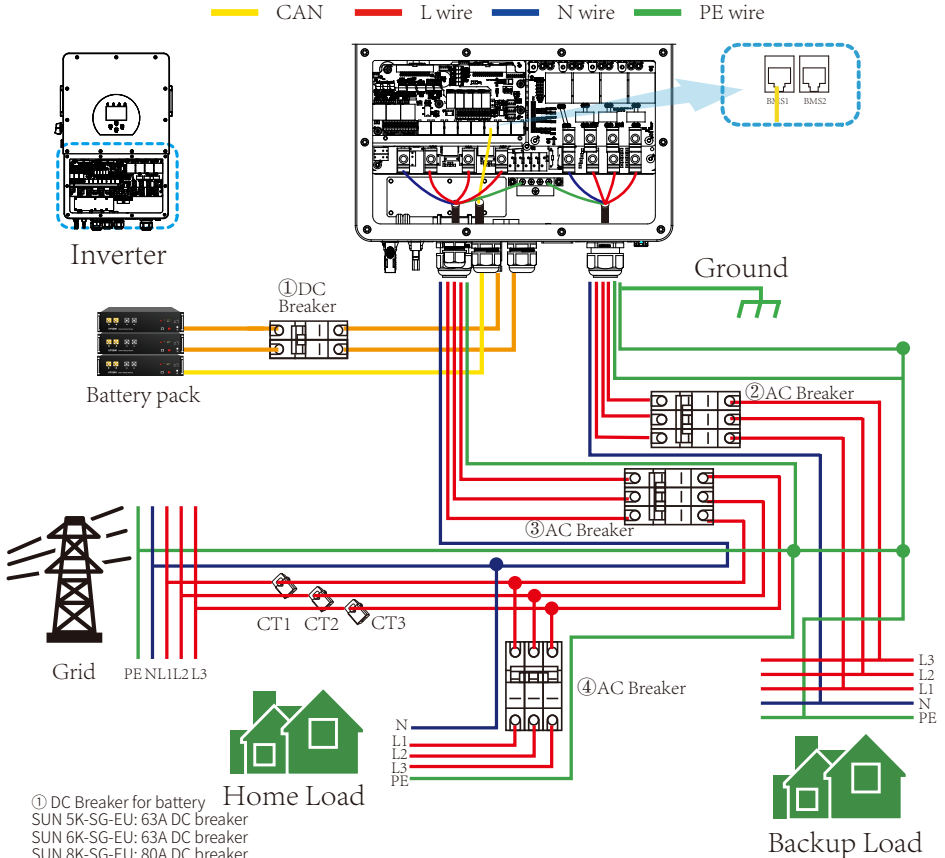 CAN
L wire
N wire
PE wire
BMS1
BMS2
Inverter
Ground
①DC
Breaker
Battery pack
②AC Breaker
③AC Breaker
CT1
CT2
CT3
Grid
PE
N
L1
L2
L3
④AC Breaker
L3
L2
L1
N
PE
N
L1
L2
L3
PE
Home Load
Backup Load
① DC Breaker for battery
SUN 5K-SG-EU: 63A DC breaker
SUN 6K-SG-EU: 63A DC breaker
SUN 8K-SG-EU: 80A DC breaker